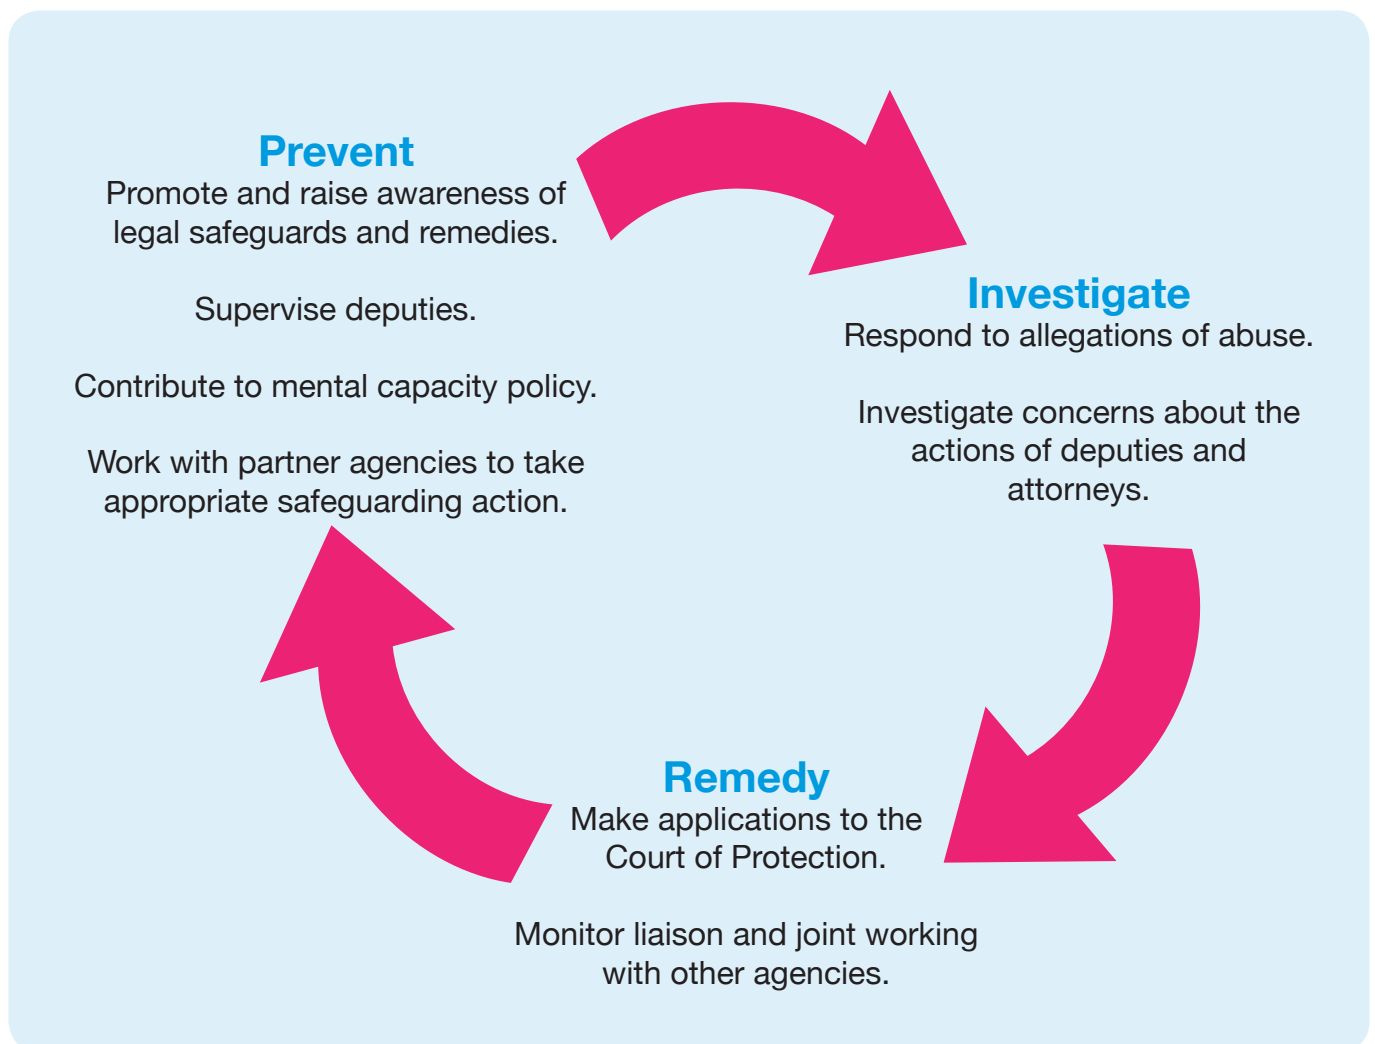 Prevent
Promote and raise awareness of
legal safeguards and remedies.
Supervise deputies.
Contribute to mental capacity policy.
Work with partner agencies to take
appropriate safeguarding action.
Investigate
Respond to allegations of abuse.
Investigate concerns about the
actions of deputies and
attorneys.
Remedy
Make applications to the
Court of Protection.
Monitor liaison and joint working
with other agencies.